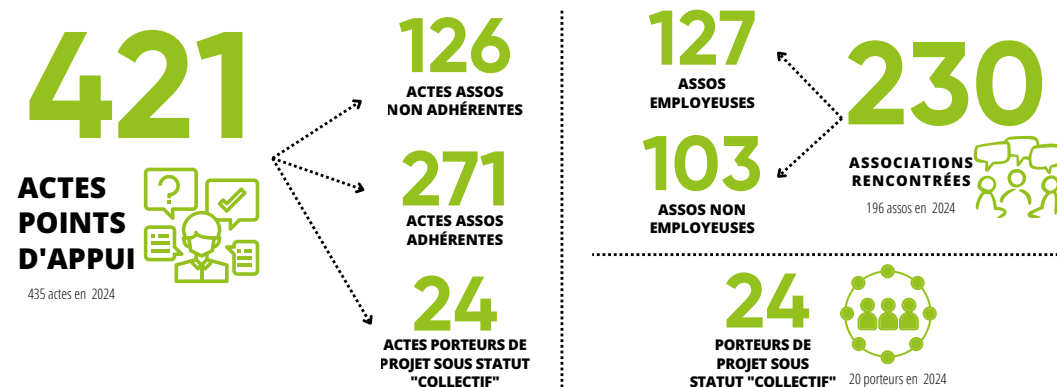 421
ACTES
POINTS
D'APPUI
435 actes en 2024
126
ACTES ASSOS
NON ADHÉRENTES
271
ACTES ASSOS
ADHÉRENTES
24
ACTES PORTEURS DE
PROJET SOUS STATUT
"COLLECTIF"
127
ASSOS
EMPLOYEUSES
103
ASSOS NON
EMPLOYEUSES
230
ASSOCIATIONS
RENCONTRÉES
196 assos en 2024
24
PORTEURS DE
PROJET SOUS
STATUT "COLLECTIF"
20 porteurs en 2024
?